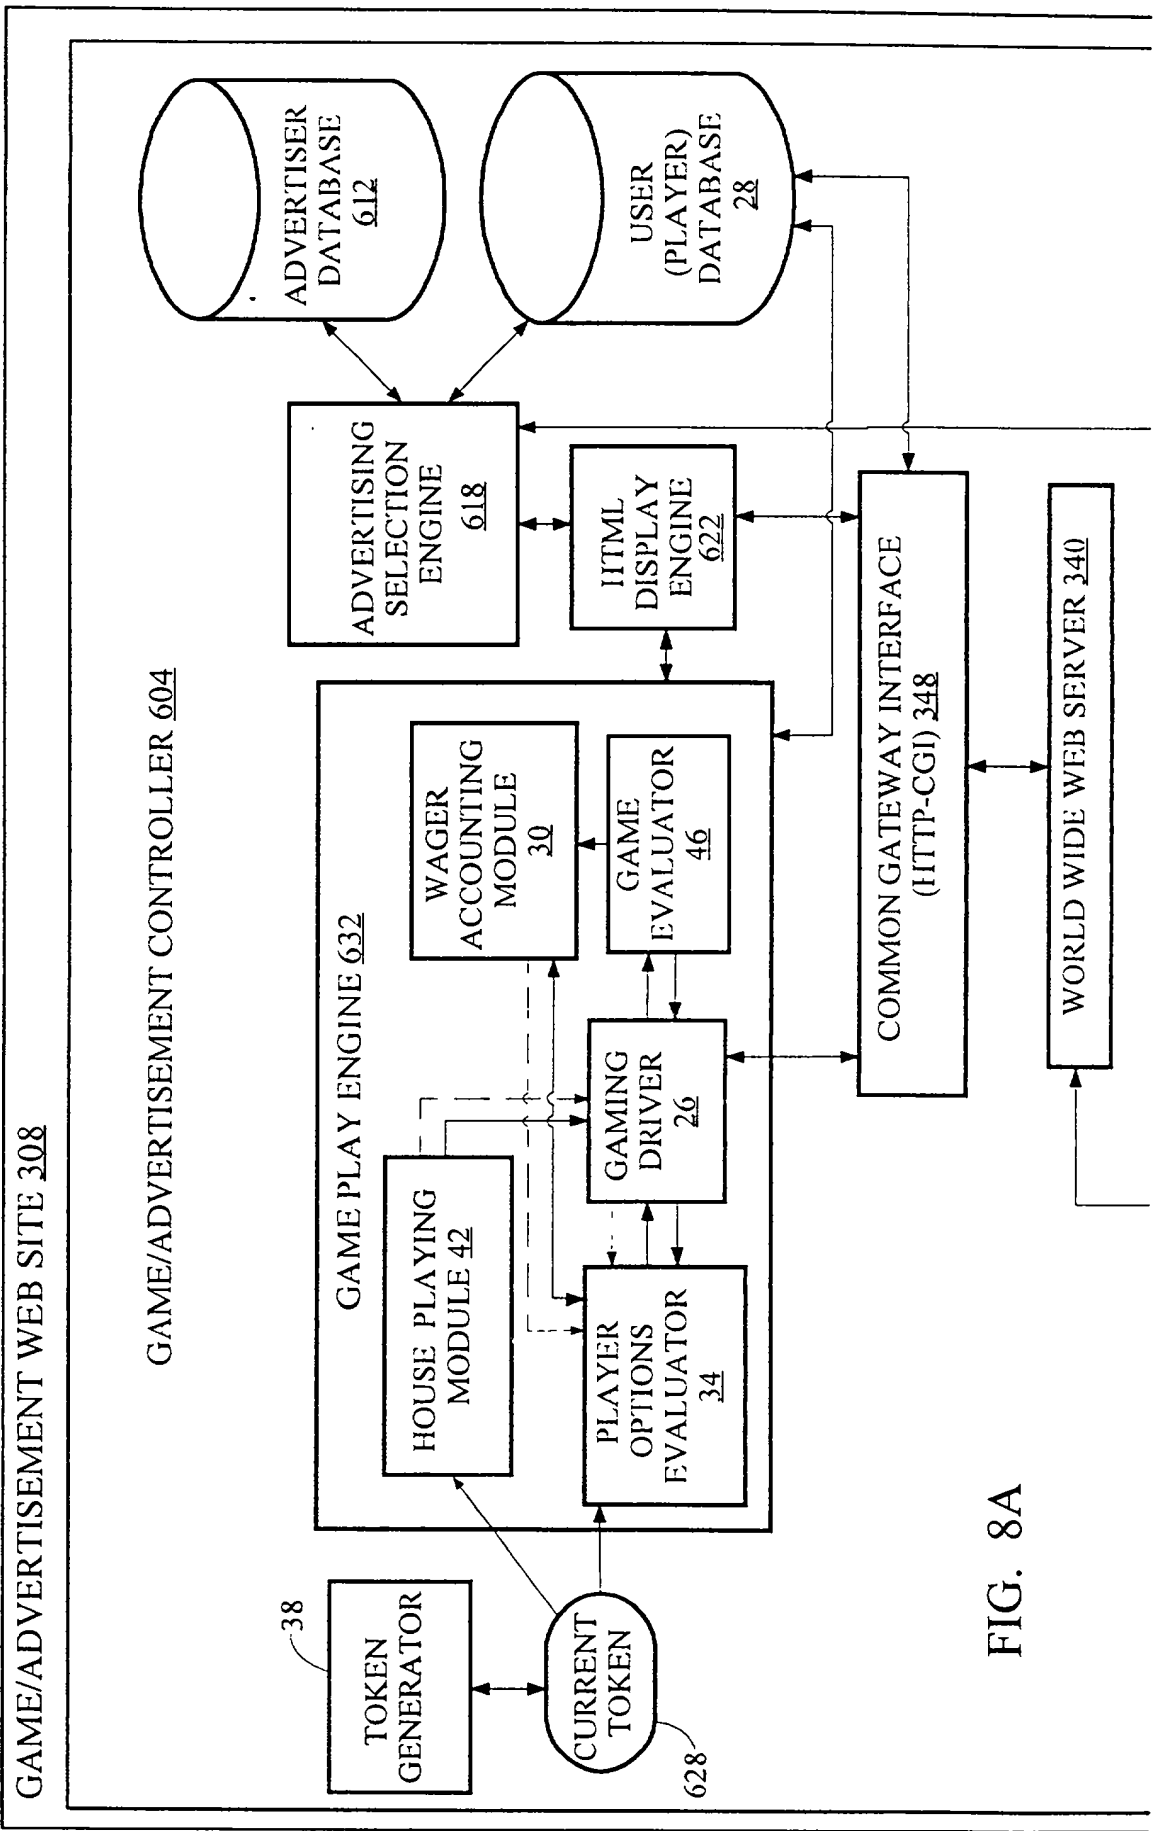 GAME/ADVERTISEMENT WEB SITE 308
GAME/ADVERTISEMENT CONTROLLER 604
38
TOKEN
GENERATOR
CURRENT
TOKEN
628
GAME PLAY ENGINE 632
HOUSE PLAYING
MODULE 42
WAGER
ACCOUNTING
MODULE
30
PLAYER
OPTIONS
EVALUATOR
34
GAMING
DRIVER
26
GAME
EVALUATOR
46
ADVERTISING
SELECTION
ENGINE
618
HTML
DISPLAY
ENGINE
622
ADVERTISER
DATABASE
612
USER
(PLAYER)
DATABASE
28
COMMON GATEWAY INTERFACE
(HTTP-CGI) 348
WORLD WIDE WEB SERVER 340
FIG. 8A